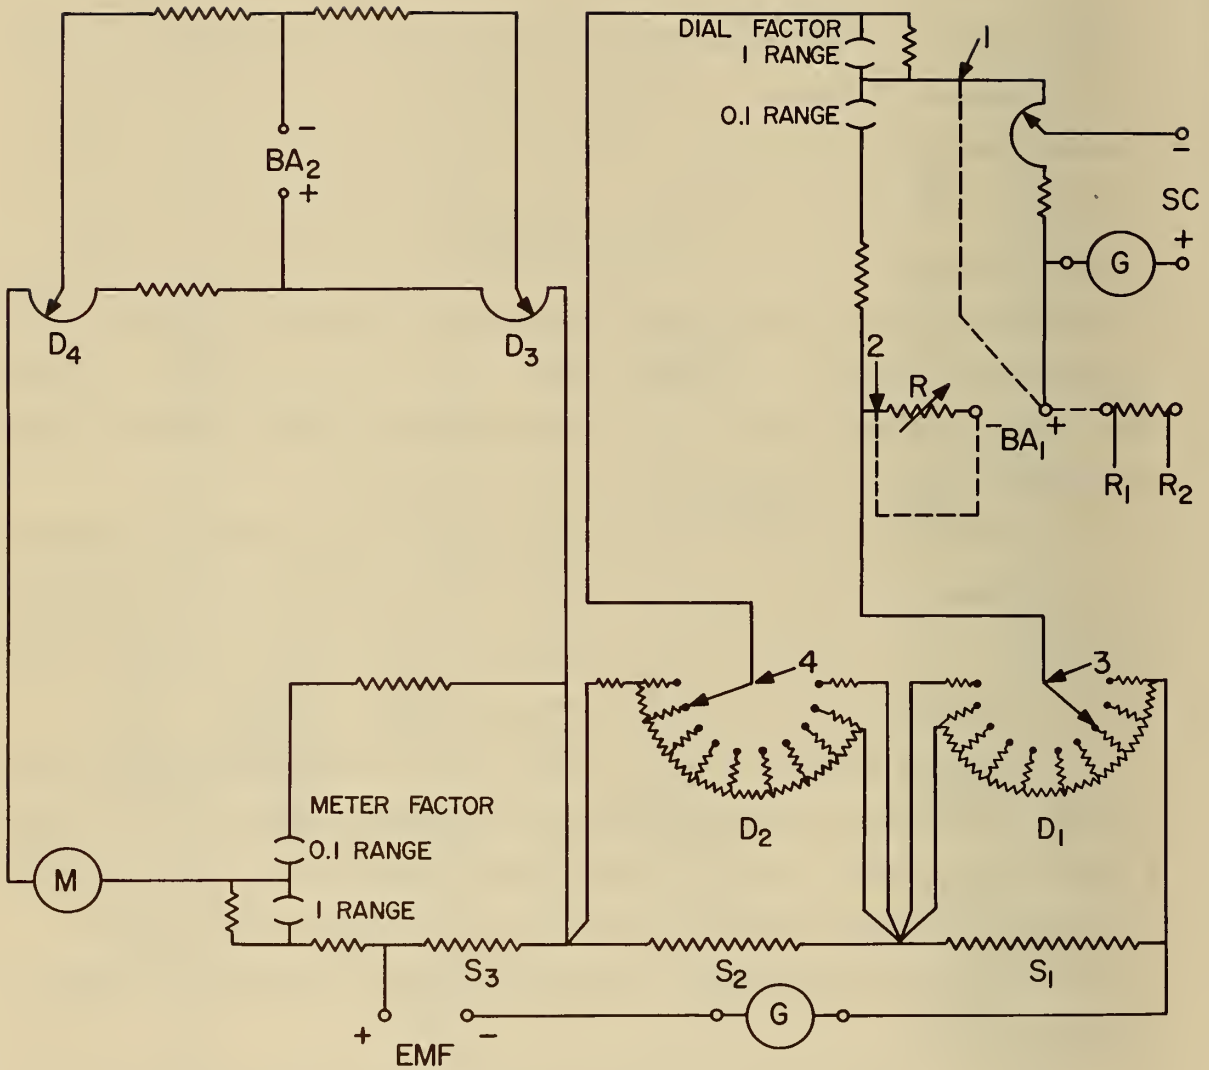 DIAL FACTOR
1 RANGE
1
0.1 RANGE
-
BA2
+
-
SC
+
G
D4
D3
2
R
-BA1
+
R1
R2
4
3
METER FACTOR
0.1 RANGE
D2
D1
M
1 RANGE
S3
S2
S1
G
+
-
EMF